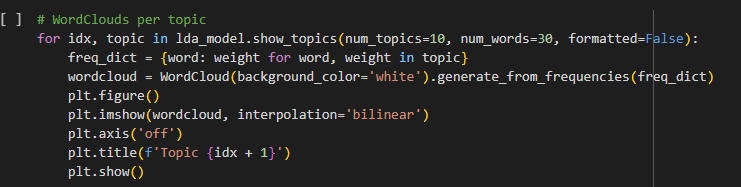 [ ] # WordClouds per topic
for idx, topic in lda_model.show_topics(num_topics=10, num_words=30, formatted=False):
    freq_dict = {word: weight for word, weight in topic}
    wordcloud = WordCloud(background_color='white').generate_from_frequencies(freq_dict)
    plt.figure()
    plt.imshow(wordcloud, interpolation='bilinear')
    plt.axis('off')
    plt.title(f'Topic {idx + 1}')
    plt.show()